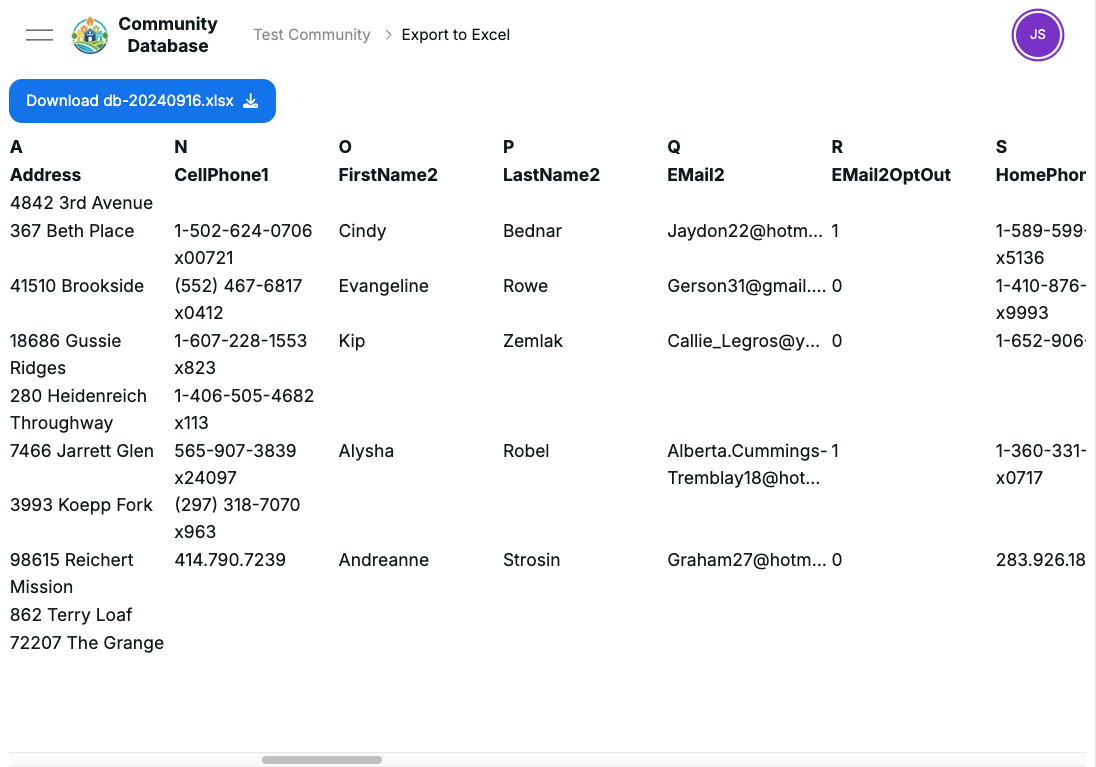 Community
Database
Test Community > Export to Excel
JS
Download db-20240916.xlsx
A N O P Q R S
Address CellPhone1 FirstName2 LastName2 EMail2 EMail2OptOut HomePhon
4842 3rd Avenue
367 Beth Place 1-502-624-0706 Cindy Bednar Jaydon22@hotm... 1 1-589-599-
x00721 x5136
41510 Brookside (552) 467-6817 Evangeline Rowe Gerson31@gmail.... 0 1-410-876-
x0412 x9993
18686 Gussie 1-607-228-1553 Kip Zemlak Callie_Legros@y... 0 1-652-906-
Ridges x823
280 Heidenreich 1-406-505-4682
Throughway x113
7466 Jarrett Glen 565-907-3839 Alysha Robel Alberta.Cummings- 1 1-360-331-
x24097 Tremblay18@hot... x0717
3993 Koepp Fork (297) 318-7070
x963
98615 Reichert 414.790.7239 Andreanne Strosin Graham27@hotm... 0 283.926.18
Mission
862 Terry Loaf
72207 The Grange